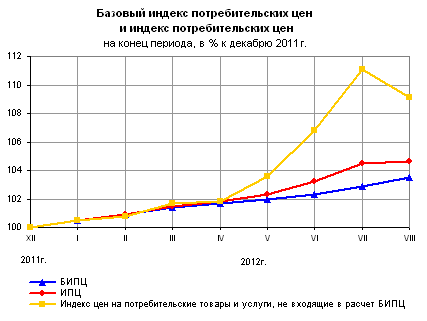 Базовый индекс потребительских цен
и индекс потребительских цен
на конец периода, в % к декабрю 2011г.
112
110
108
106
104
102
100
XII I II III IV V VI VII VIII
2011г. 2012г.
БИПЦ
ИПЦ
Индекс цен на потребительские товары и услуги, не входящие в расчет БИПЦ